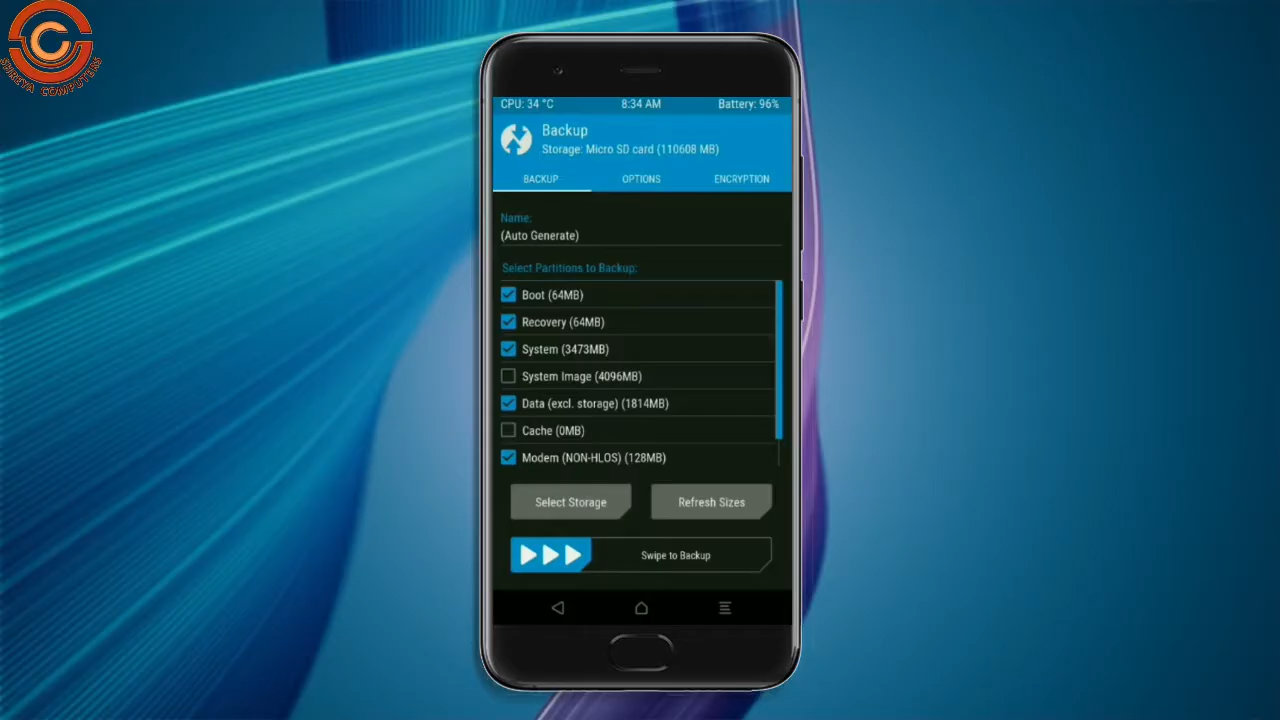 C
SHREYA COMPUTERS
CPU: 34 °C 8:34 AM Battery: 96%
Backup
Storage: Micro SD card (110608 MB)
BACKUP OPTIONS ENCRYPTION
Name:
(Auto Generate)
Select Partitions to Backup:
Boot (64MB)
Recovery (64MB)
System (3473MB)
System Image (4096MB)
Data (excl. storage) (1814MB)
Cache (0MB)
Modem (NON-HLOS) (128MB)
Select Storage Refresh Sizes
Swipe to Backup